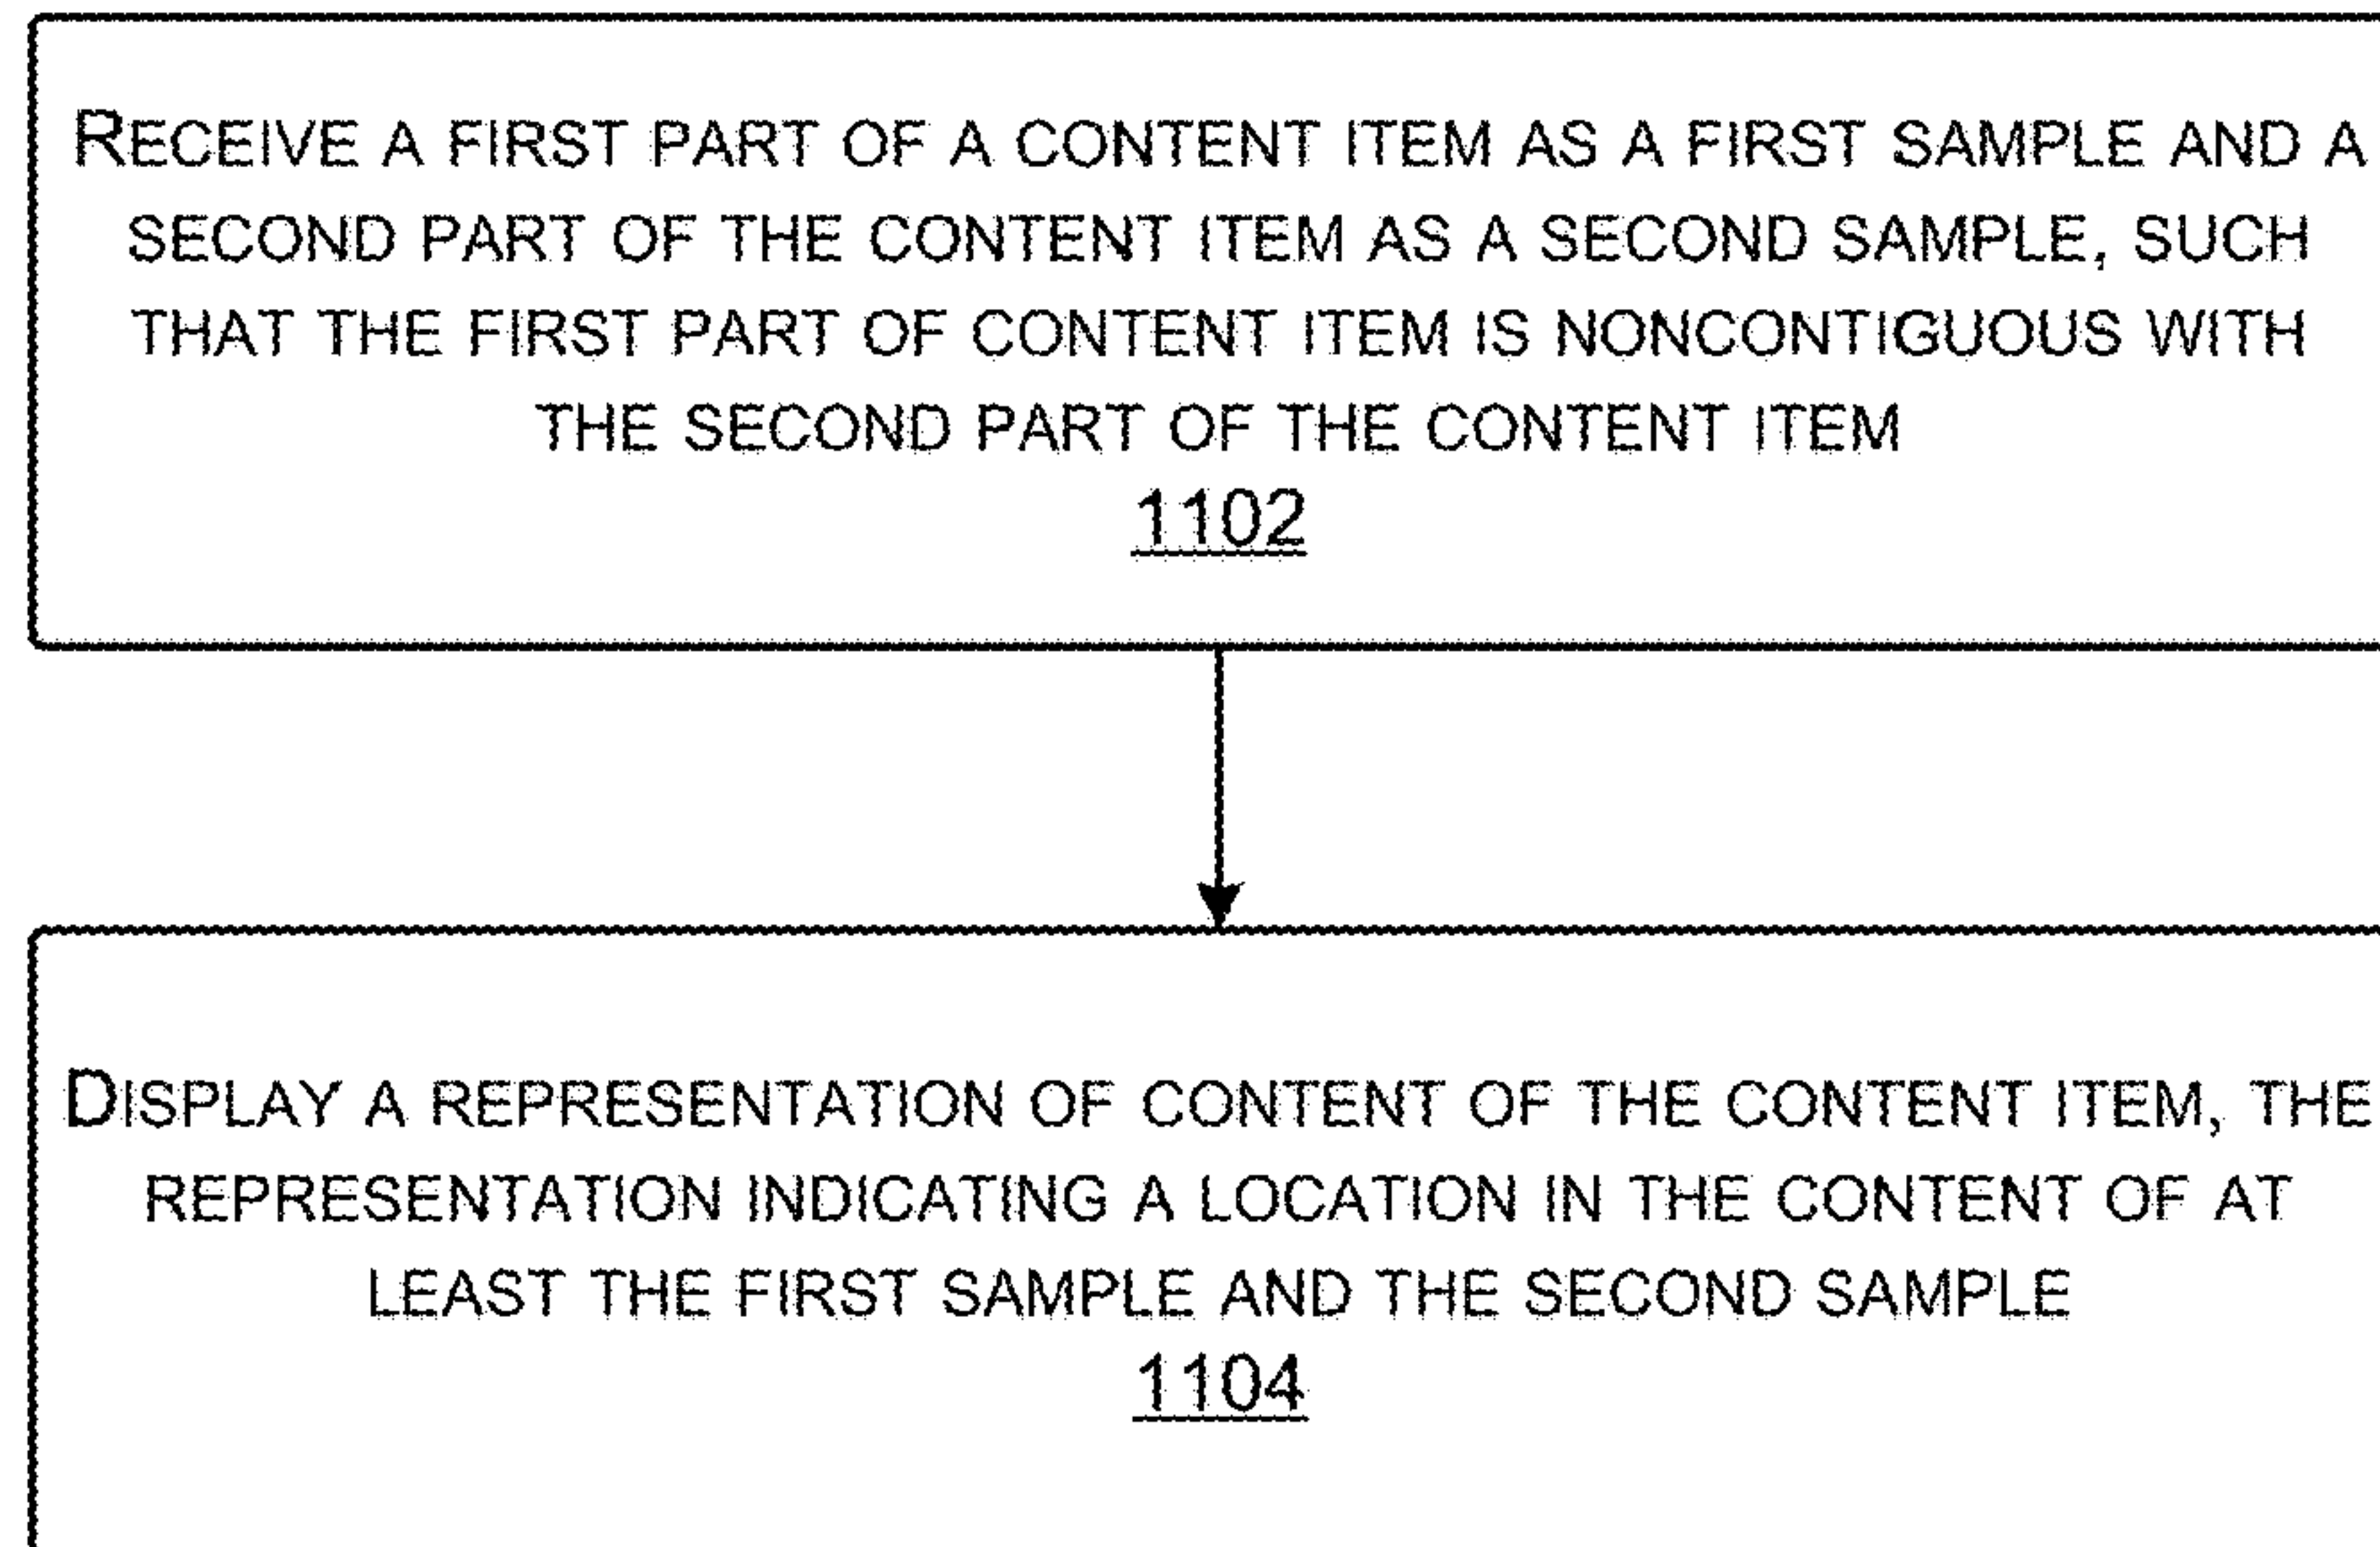 RECEIVE A FIRST PART OF A CONTENT ITEM AS A FIRST SAMPLE AND A
SECOND PART OF THE CONTENT ITEM AS A SECOND SAMPLE, SUCH
THAT THE FIRST PART OF CONTENT ITEM IS NONCONTIGUOUS WITH
THE SECOND PART OF THE CONTENT ITEM
1102
DISPLAY A REPRESENTATION OF CONTENT OF THE CONTENT ITEM, THE
REPRESENTATION INDICATING A LOCATION IN THE CONTENT OF AT
LEAST THE FIRST SAMPLE AND THE SECOND SAMPLE
1104